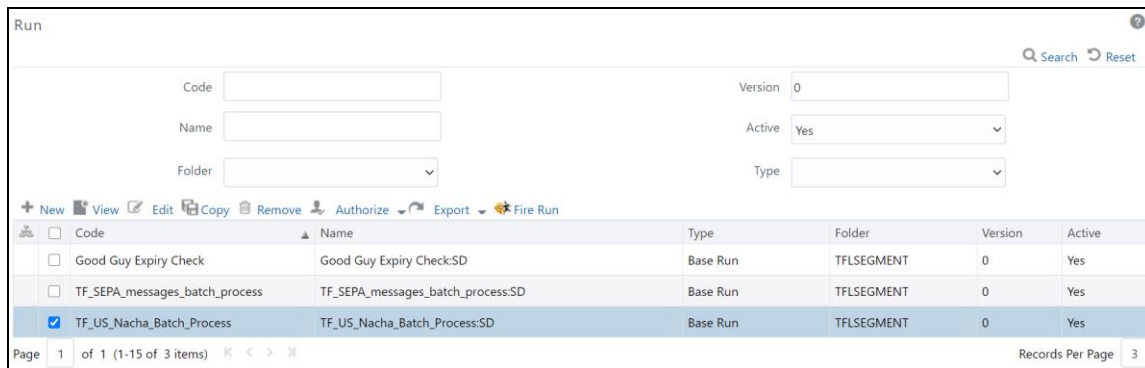 Run
Search Reset
Code Version 0
Name Active Yes
Folder Type
New View Edit Copy Remove Authorize Export Fire Run
Code Name Type Folder Version Active
Good Guy Expiry Check Good Guy Expiry Check:SD Base Run TFLSEGMENT 0 Yes
TF_SEPA_messages_batch_process TF_SEPA_messages_batch_process:SD Base Run TFLSEGMENT 0 Yes
TF_US_Nacha_Batch_Process TF_US_Nacha_Batch_Process:SD Base Run TFLSEGMENT 0 Yes
Page 1 of 1 (1-15 of 3 items) Records Per Page 3